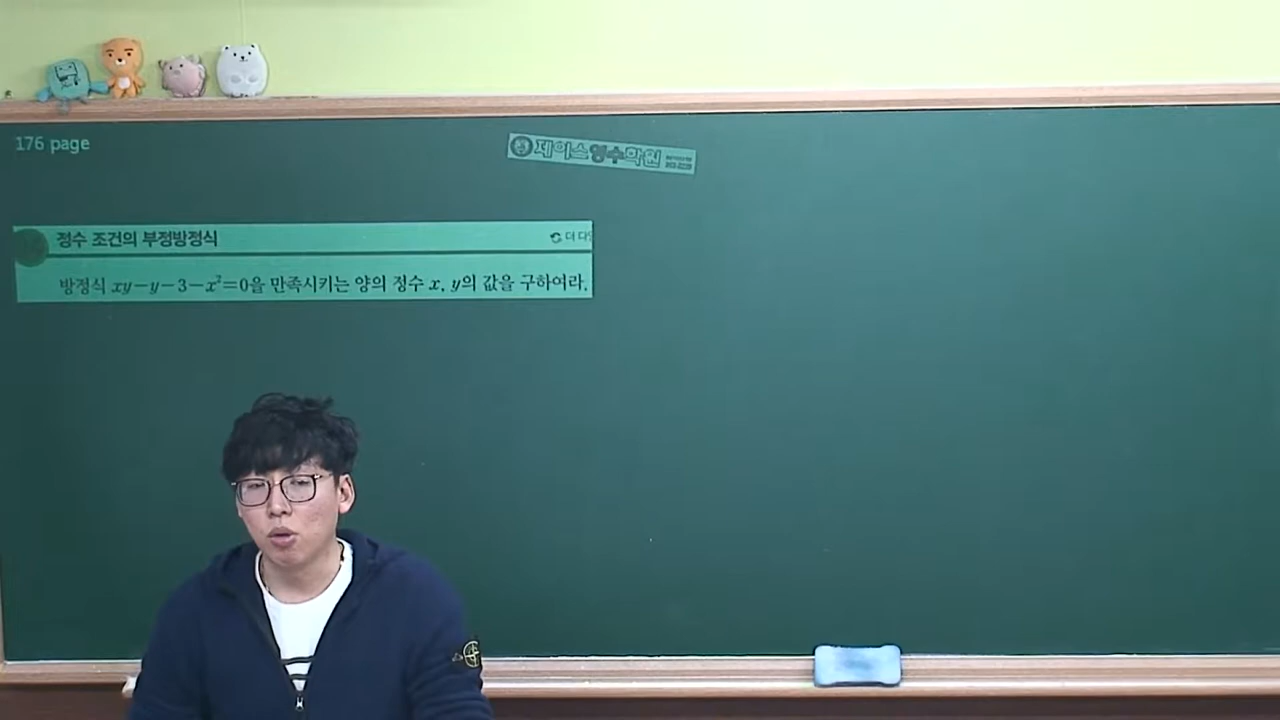 176 page
제이스영수학원
정수 조건의 부정방정식
더 다
방정식 xy-y-3-x²=0을 만족시키는 양의 정수 x, y의 값을 구하여라.